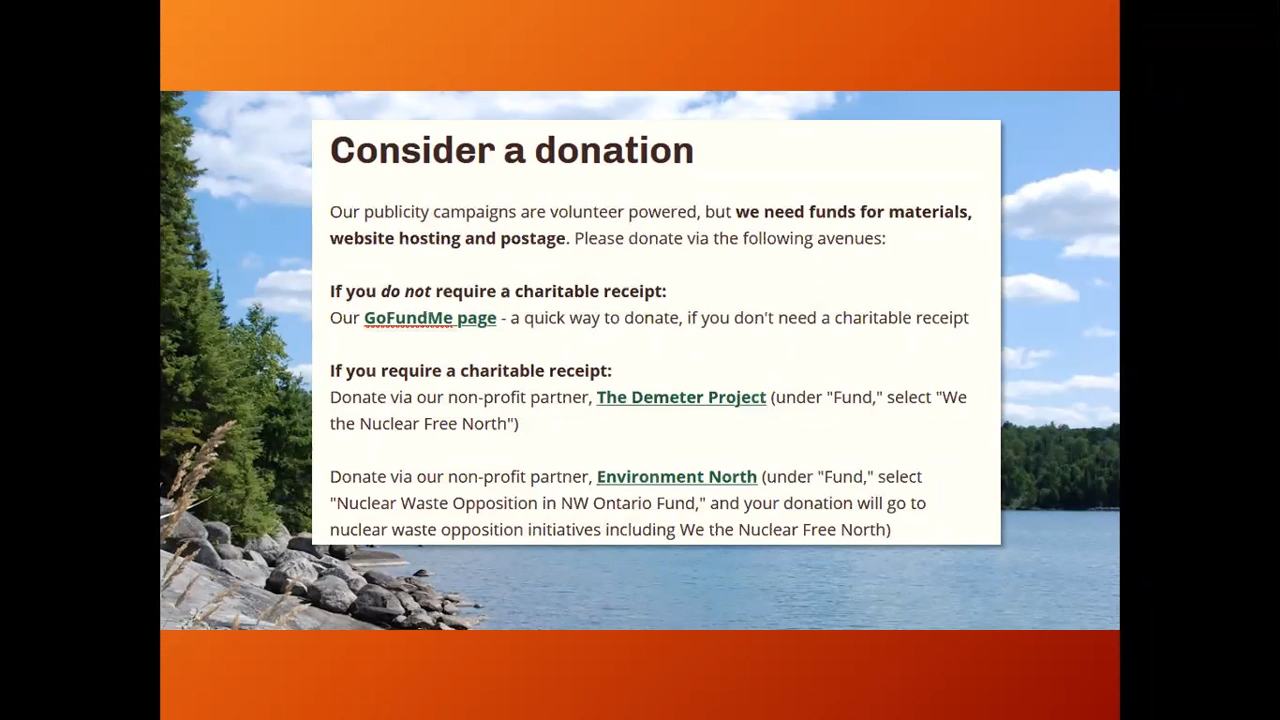 Consider a donation
Our publicity campaigns are volunteer powered, but we need funds for materials,
website hosting and postage. Please donate via the following avenues:
If you do not require a charitable receipt:
Our GoFundMe page - a quick way to donate, if you don't need a charitable receipt
If you require a charitable receipt:
Donate via our non-profit partner, The Demeter Project (under "Fund," select "We
the Nuclear Free North")
Donate via our non-profit partner, Environment North (under "Fund," select
"Nuclear Waste Opposition in NW Ontario Fund," and your donation will go to
nuclear waste opposition initiatives including We the Nuclear Free North)